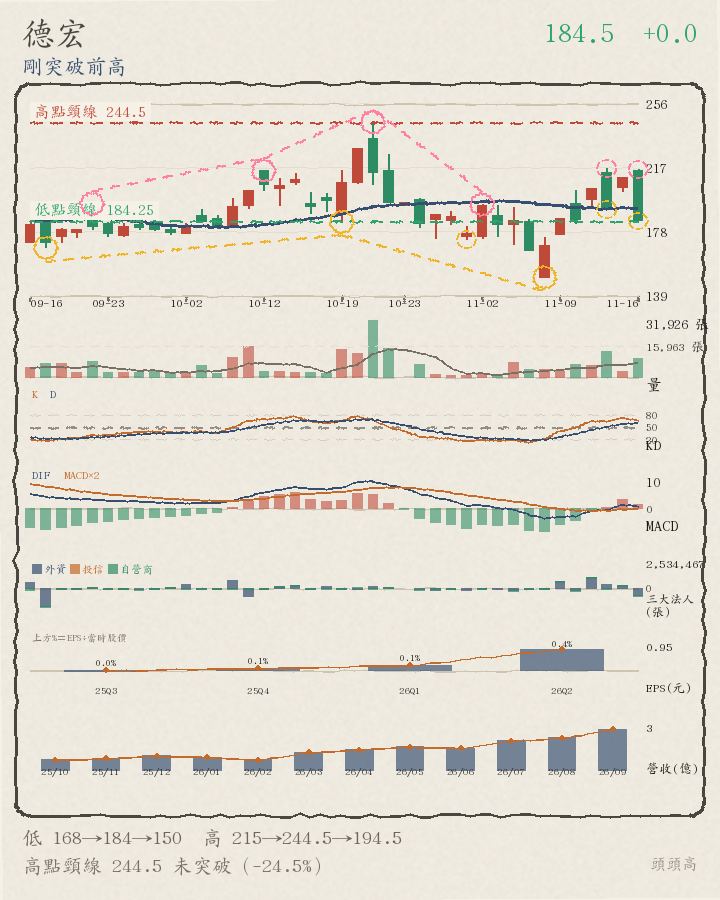 德宏
184.5 +0.0
剛突破前高
高點頸線 244.5
256
217
低點頸線 184.25
178
139
09-16 09-23 10-02 10-12 10-19 10-23 11-02 11-09 11-16
31,926 張
15,963 張
量
K D
80
50
20
KD
DIF MACD×2
10
0
MACD
外資 投信 自營商
2,534,467
0
三大法人
(張)
上方%=EPS÷當時股價
0.0% 0.1% 0.1% 0.4%
0.95
25Q3 25Q4 26Q1 26Q2
EPS(元)
3
25/10 25/11 25/12 26/01 26/02 26/03 26/04 26/05 26/06 26/07 26/08 26/09
營收(億)
低 168→184→150 高 215→244.5→194.5
高點頸線 244.5 未突破 (-24.5%)
頭頭高